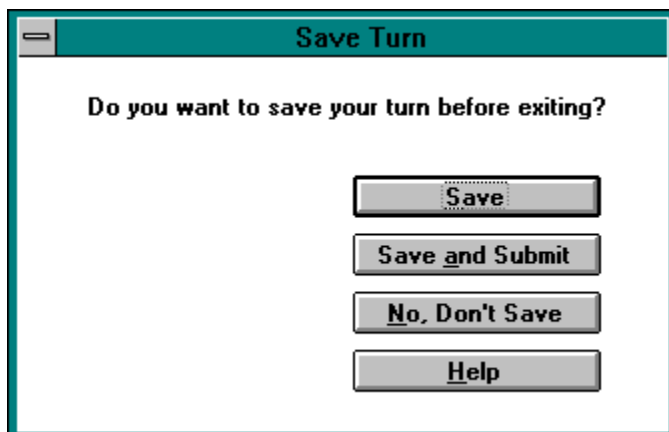 Save Turn
Do you want to save your turn before exiting?
Save
Save and Submit
No, Don't Save
Help